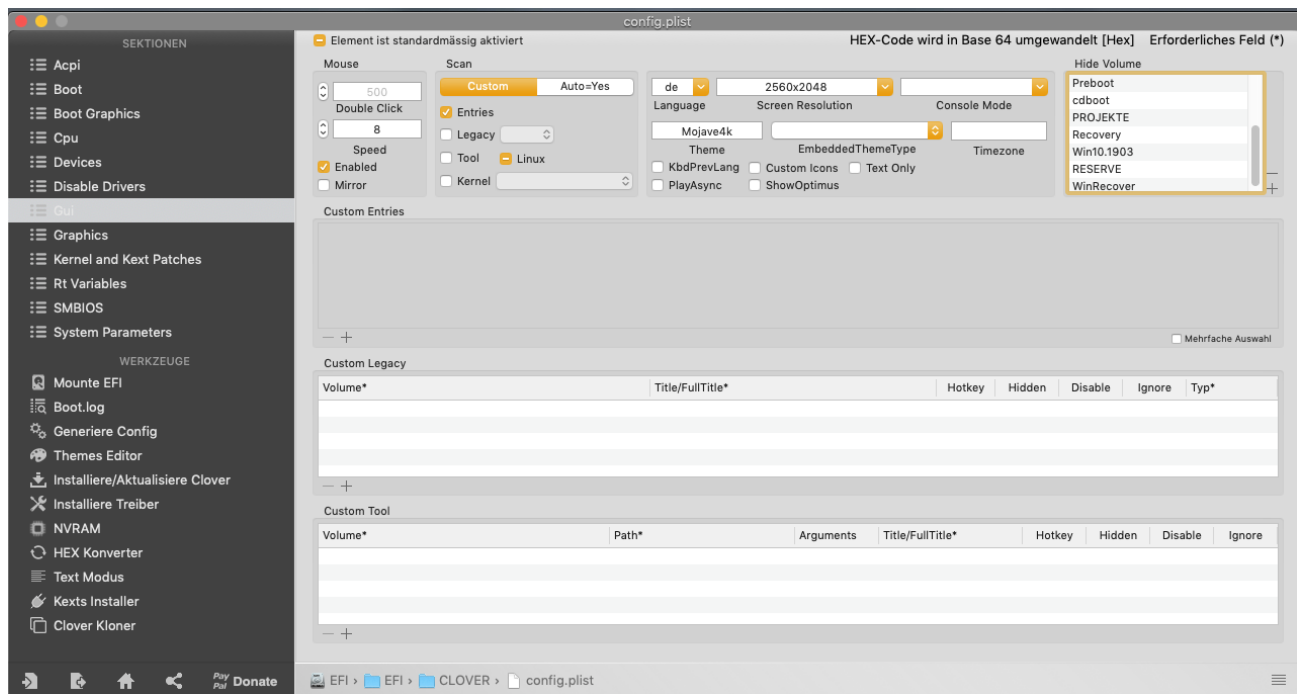 config.plist
SEKTIONEN
Acpi
Boot
Boot Graphics
Cpu
Devices
Disable Drivers
Gui
Graphics
Kernel and Kext Patches
Rt Variables
SMBIOS
System Parameters
WERKZEUGE
Mounte EFI
Boot.log
Generiere Config
Themes Editor
Installiere/Aktualisiere Clover
Installiere Treiber
NVRAM
HEX Konverter
Text Modus
Kexts Installer
Clover Kloner
Pay Pal Donate
Element ist standardmässig aktiviert
HEX-Code wird in Base 64 umgewandelt [Hex] Erforderliches Feld (*)
Mouse
500
Double Click
8
Speed
Enabled
Mirror
Scan
Custom Auto=Yes
Entries
Legacy
Tool Linux
Kernel
de 2560x2048
Language Screen Resolution Console Mode
Mojave4k
Theme EmbeddedThemeType Timezone
KbdPrevLang Custom Icons Text Only
PlayAsync ShowOptimus
Hide Volume
Preboot
cdboot
PROJEKTE
Recovery
Win10.1903
RESERVE
WinRecover
Custom Entries
Mehrfache Auswahl
Custom Legacy
Volume* Title/FullTitle* Hotkey Hidden Disable Ignore Typ*
Custom Tool
Volume* Path* Arguments Title/FullTitle* Hotkey Hidden Disable Ignore
EFI › EFI › CLOVER › config.plist